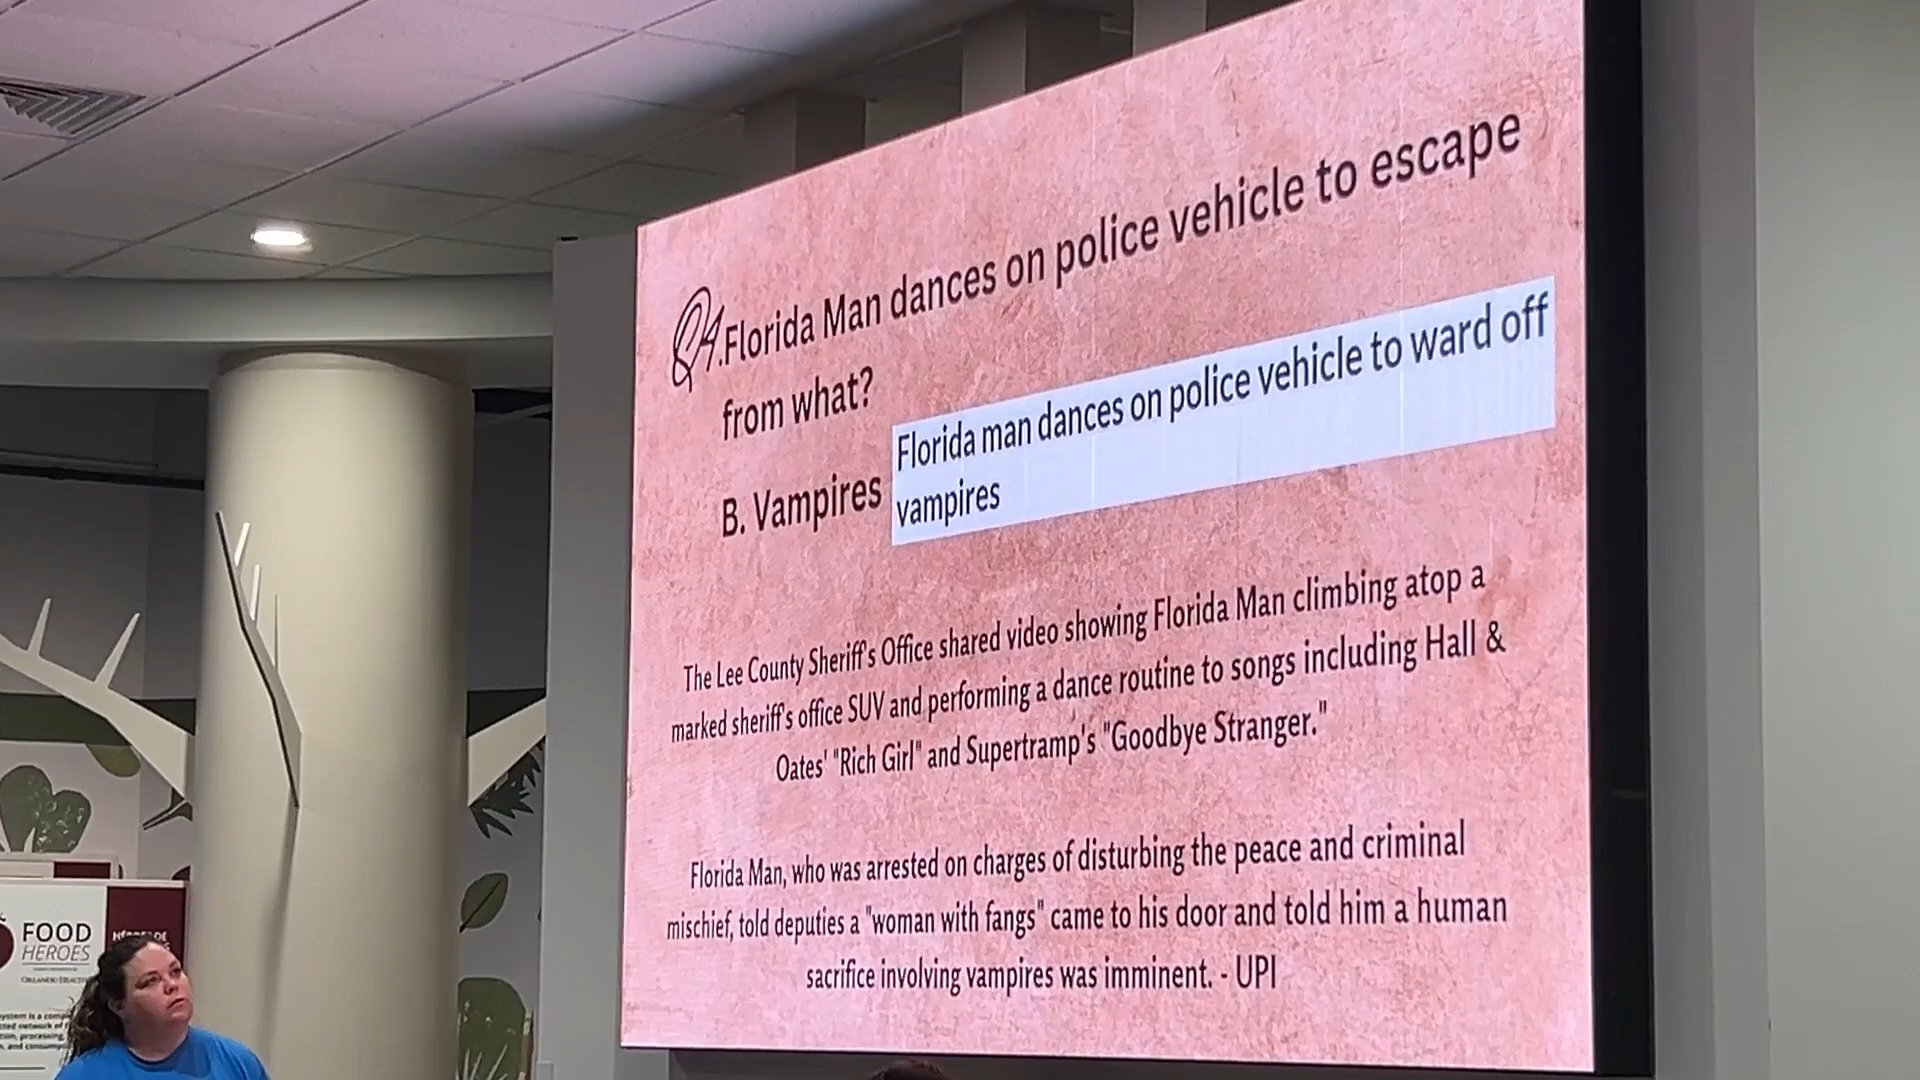 Q4. Florida Man dances on police vehicle to escape
from what?
B. Vampires
Florida man dances on police vehicle to ward off
vampires
The Lee County Sheriff's Office shared video showing Florida Man climbing atop a
marked sheriff's office SUV and performing a dance routine to songs including Hall &
Oates' "Rich Girl" and Supertramp's "Goodbye Stranger."
Florida Man, who was arrested on charges of disturbing the peace and criminal
mischief, told deputies a "woman with fangs" came to his door and told him a human
sacrifice involving vampires was imminent. - UPI
FOOD
HEROES